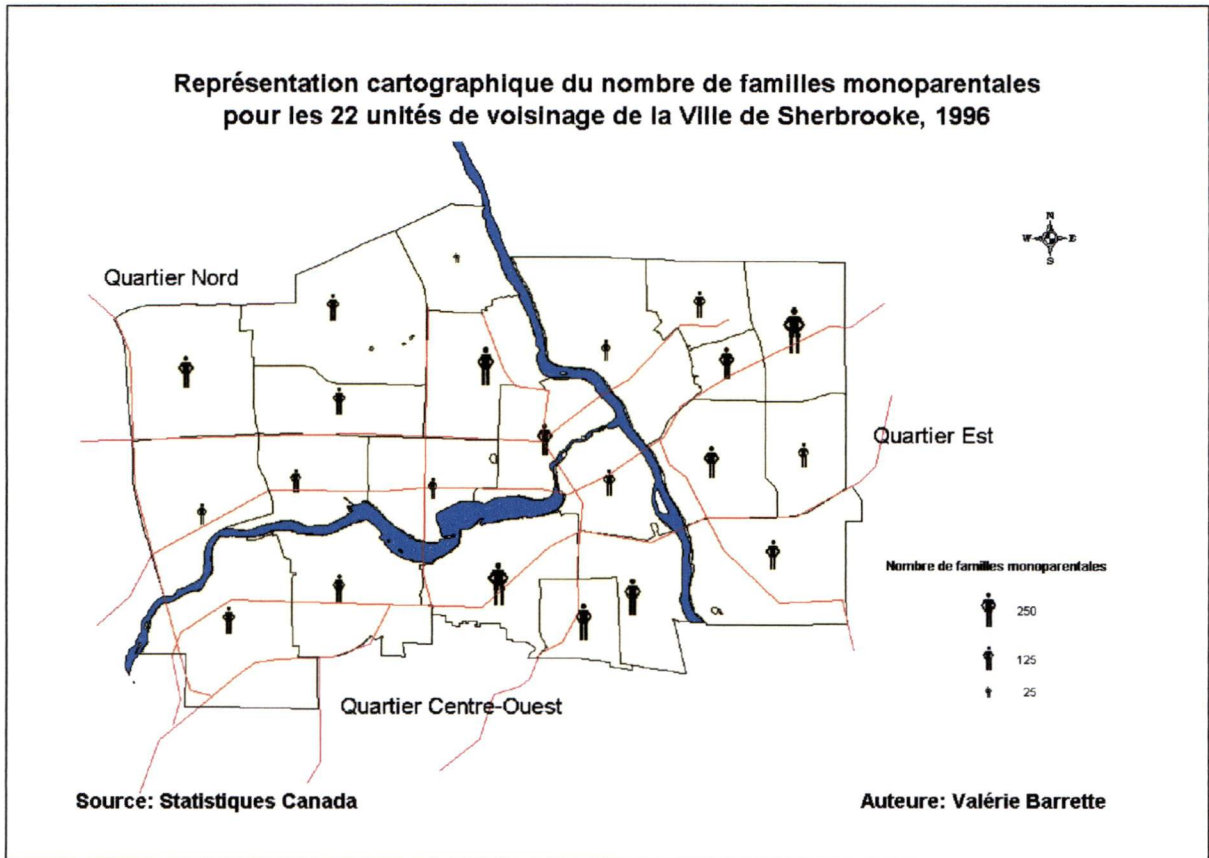 Représentation cartographique du nombre de familles monoparentales
pour les 22 unités de voisinage de la Ville de Sherbrooke, 1996
N
W E
S
Quartier Nord
Quartier Est
Nombre de familles monoparentales
250
125
25
Quartier Centre-Ouest
Source: Statistiques Canada
Auteure: Valérie Barrette